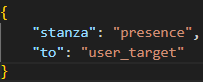 {
    "stanza": "presence",
    "to": "user_target"
}